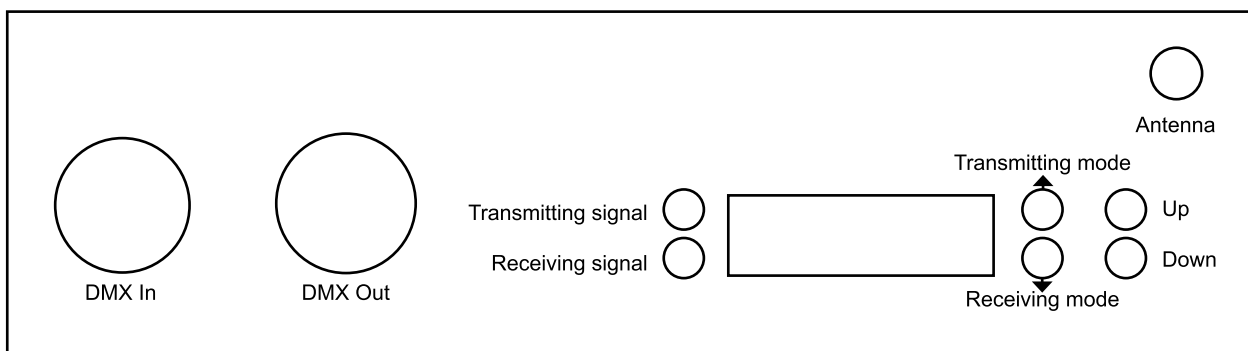 Antenna
Transmitting mode
Transmitting signal
Up
Receiving signal
Down
DMX In
DMX Out
Receiving mode